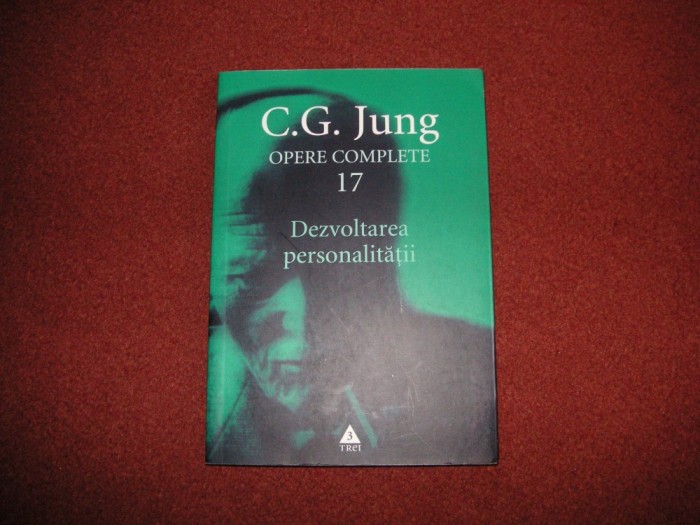 C.G. Jung
OPERE COMPLETE
17
Dezvoltarea
personalității
3
TREI